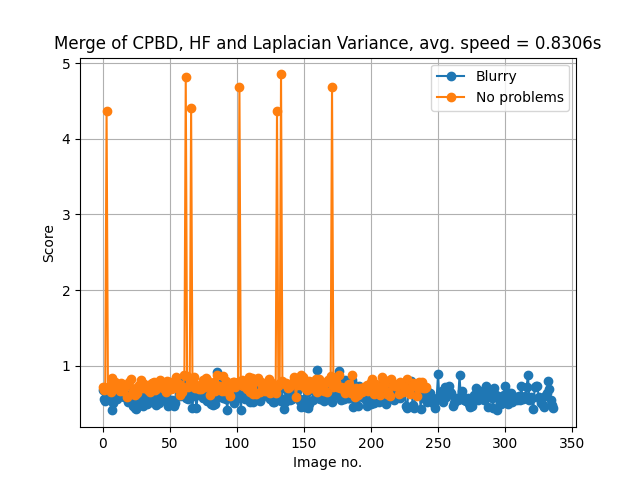 Merge of CPBD, HF and Laplacian Variance, avg. speed = 0.8306s
Blurry
No problems
5
4
3
2
1
Score
0 50 100 150 200 250 300 350
Image no.